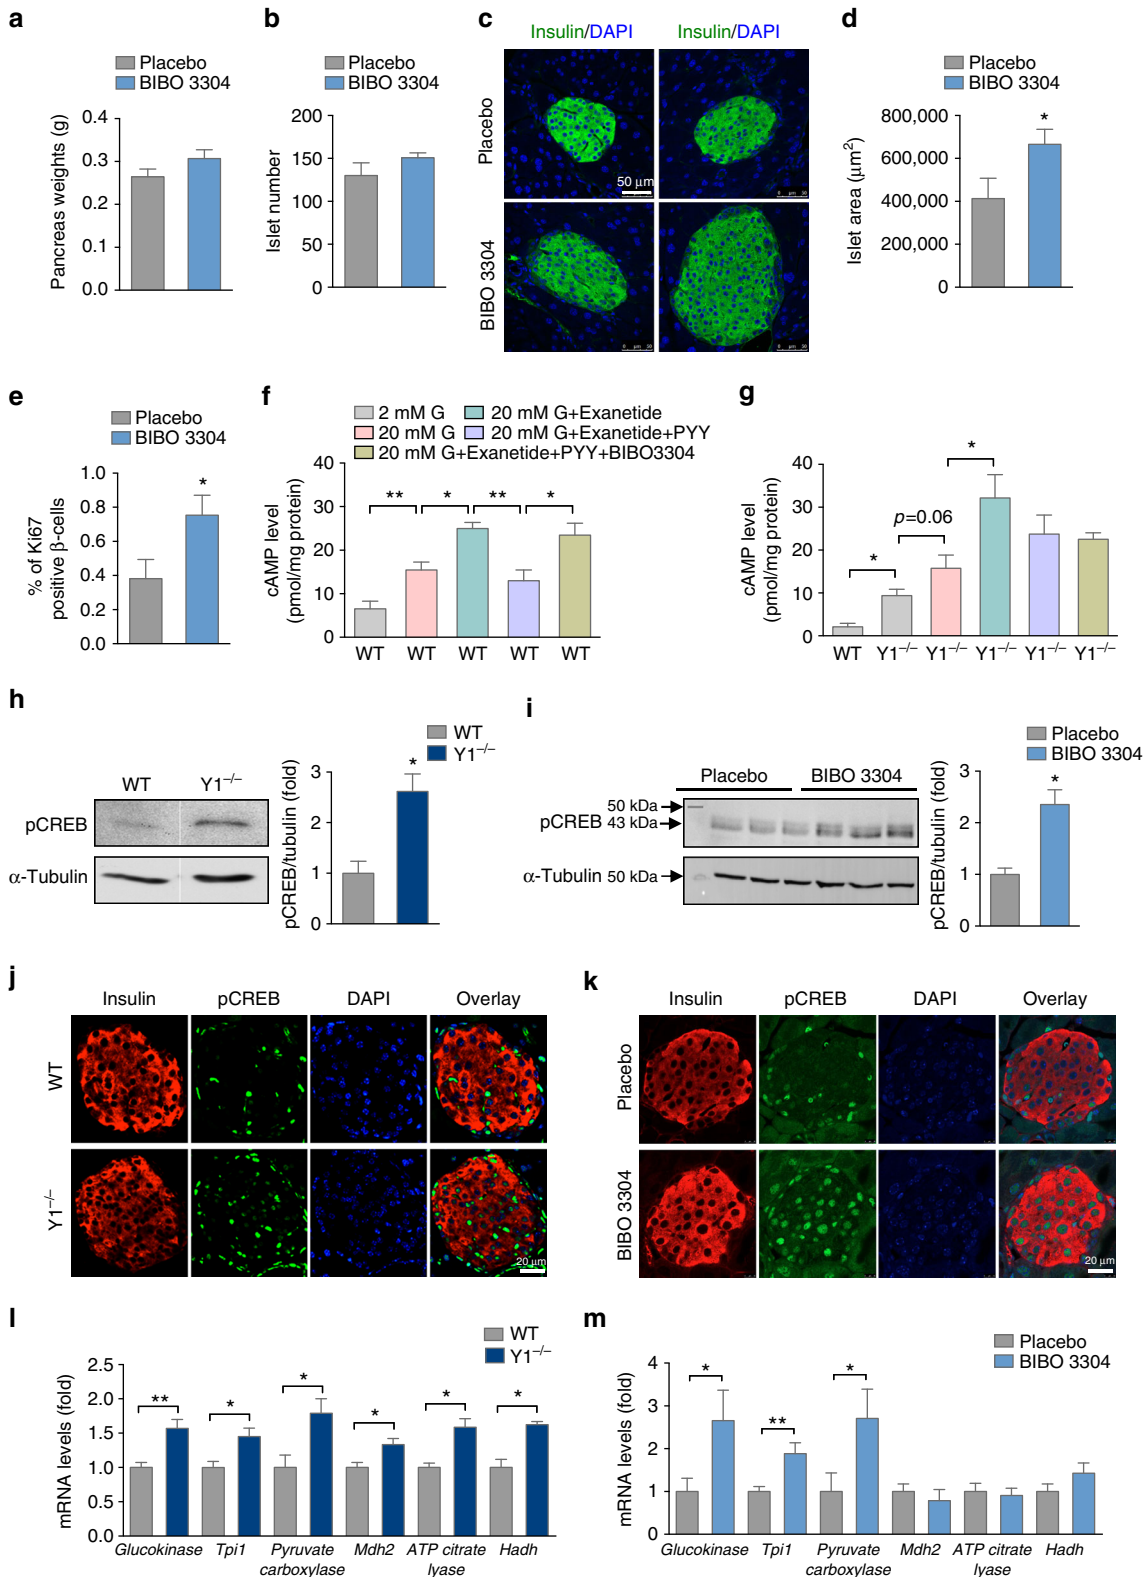 a
Placebo
BIBO 3304
Pancreas weights (g)
0.4
0.3
0.2
0.1
0.0
b
Placebo
BIBO 3304
Islet number
200
150
100
50
0
c
Insulin/DAPI
Insulin/DAPI
Placebo
BIBO 3304
50 μm
0 μm 50
0 μm 50
0 μm 50
d
Placebo
BIBO 3304
Islet area (μm²)
800,000
600,000
400,000
200,000
0
*
e
Placebo
BIBO 3304
% of Ki67
positive β-cells
1.0
0.8
0.6
0.4
0.2
0.0
*
f
2 mM G
20 mM G+Exanetide
20 mM G
20 mM G+Exanetide+PYY
20 mM G+Exanetide+PYY+BIBO3304
cAMP level
(pmol/mg protein)
40
30
20
10
0
** * ** *
WT WT WT WT WT
g
cAMP level
(pmol/mg protein)
40
30
20
10
0
* p=0.06 *
WT Y1–/– Y1–/– Y1–/– Y1–/– Y1–/–
h
WT
Y1–/–
WT Y1–/–
pCREB
α-Tubulin
pCREB/tubulin (fold)
3
2
1
0
*
i
Placebo
BIBO 3304
Placebo BIBO 3304
50 kDa
pCREB 43 kDa
α-Tubulin 50 kDa
pCREB/tubulin (fold)
3
2
1
0
*
j
Insulin pCREB DAPI Overlay
WT
Y1–/–
20 μm
k
Insulin pCREB DAPI Overlay
Placebo
BIBO 3304
20 μm
l
WT
Y1–/–
mRNA levels (fold)
2.5
2.0
1.5
1.0
0.5
0.0
** * * * * *
Glucokinase Tpi1 Pyruvate carboxylase Mdh2 ATP citrate lyase Hadh
m
Placebo
BIBO 3304
mRNA levels (fold)
4
3
2
1
0
* ** *
Glucokinase Tpi1 Pyruvate carboxylase Mdh2 ATP citrate lyase Hadh